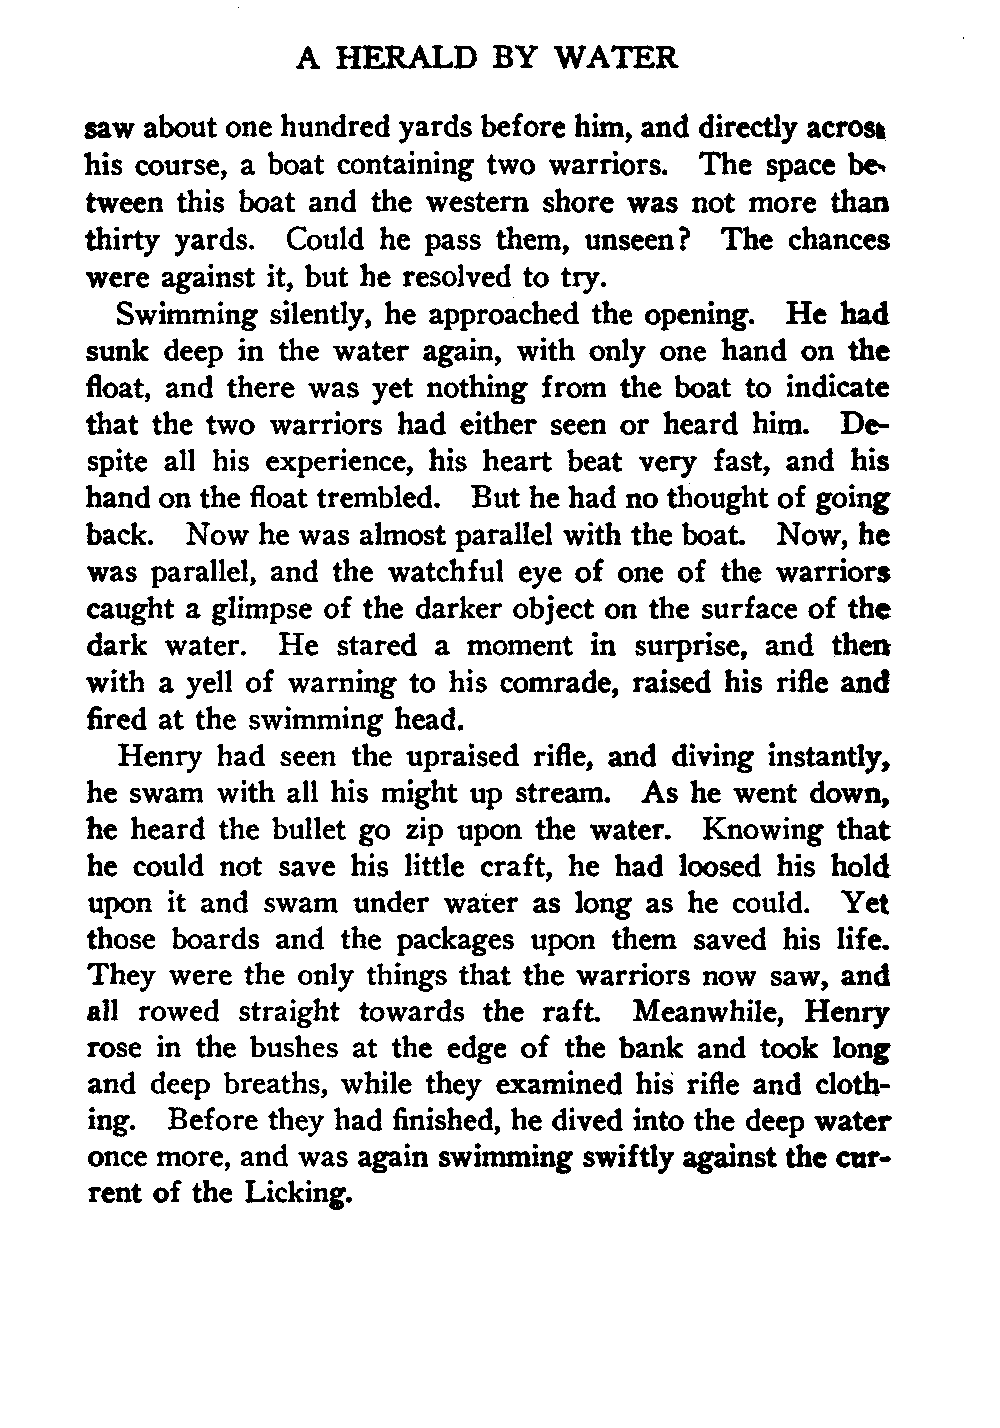 A HERALD BY WATER
saw about one hundred yards before him, and directly across
his course, a boat containing two warriors. The space be-
tween this boat and the western shore was not more than
thirty yards. Could he pass them, unseen? The chances
were against it, but he resolved to try.
Swimming silently, he approached the opening. He had
sunk deep in the water again, with only one hand on the
float, and there was yet nothing from the boat to indicate
that the two warriors had either seen or heard him. De-
spite all his experience, his heart beat very fast, and his
hand on the float trembled. But he had no thought of going
back. Now he was almost parallel with the boat. Now, he
was parallel, and the watchful eye of one of the warriors
caught a glimpse of the darker object on the surface of the
dark water. He stared a moment in surprise, and then
with a yell of warning to his comrade, raised his rifle and
fired at the swimming head.
Henry had seen the upraised rifle, and diving instantly,
he swam with all his might up stream. As he went down,
he heard the bullet go zip upon the water. Knowing that
he could not save his little craft, he had loosed his hold
upon it and swam under water as long as he could. Yet
those boards and the packages upon them saved his life.
They were the only things that the warriors now saw, and
all rowed straight towards the raft. Meanwhile, Henry
rose in the bushes at the edge of the bank and took long
and deep breaths, while they examined his rifle and cloth-
ing. Before they had finished, he dived into the deep water
once more, and was again swimming swiftly against the cur-
rent of the Licking.